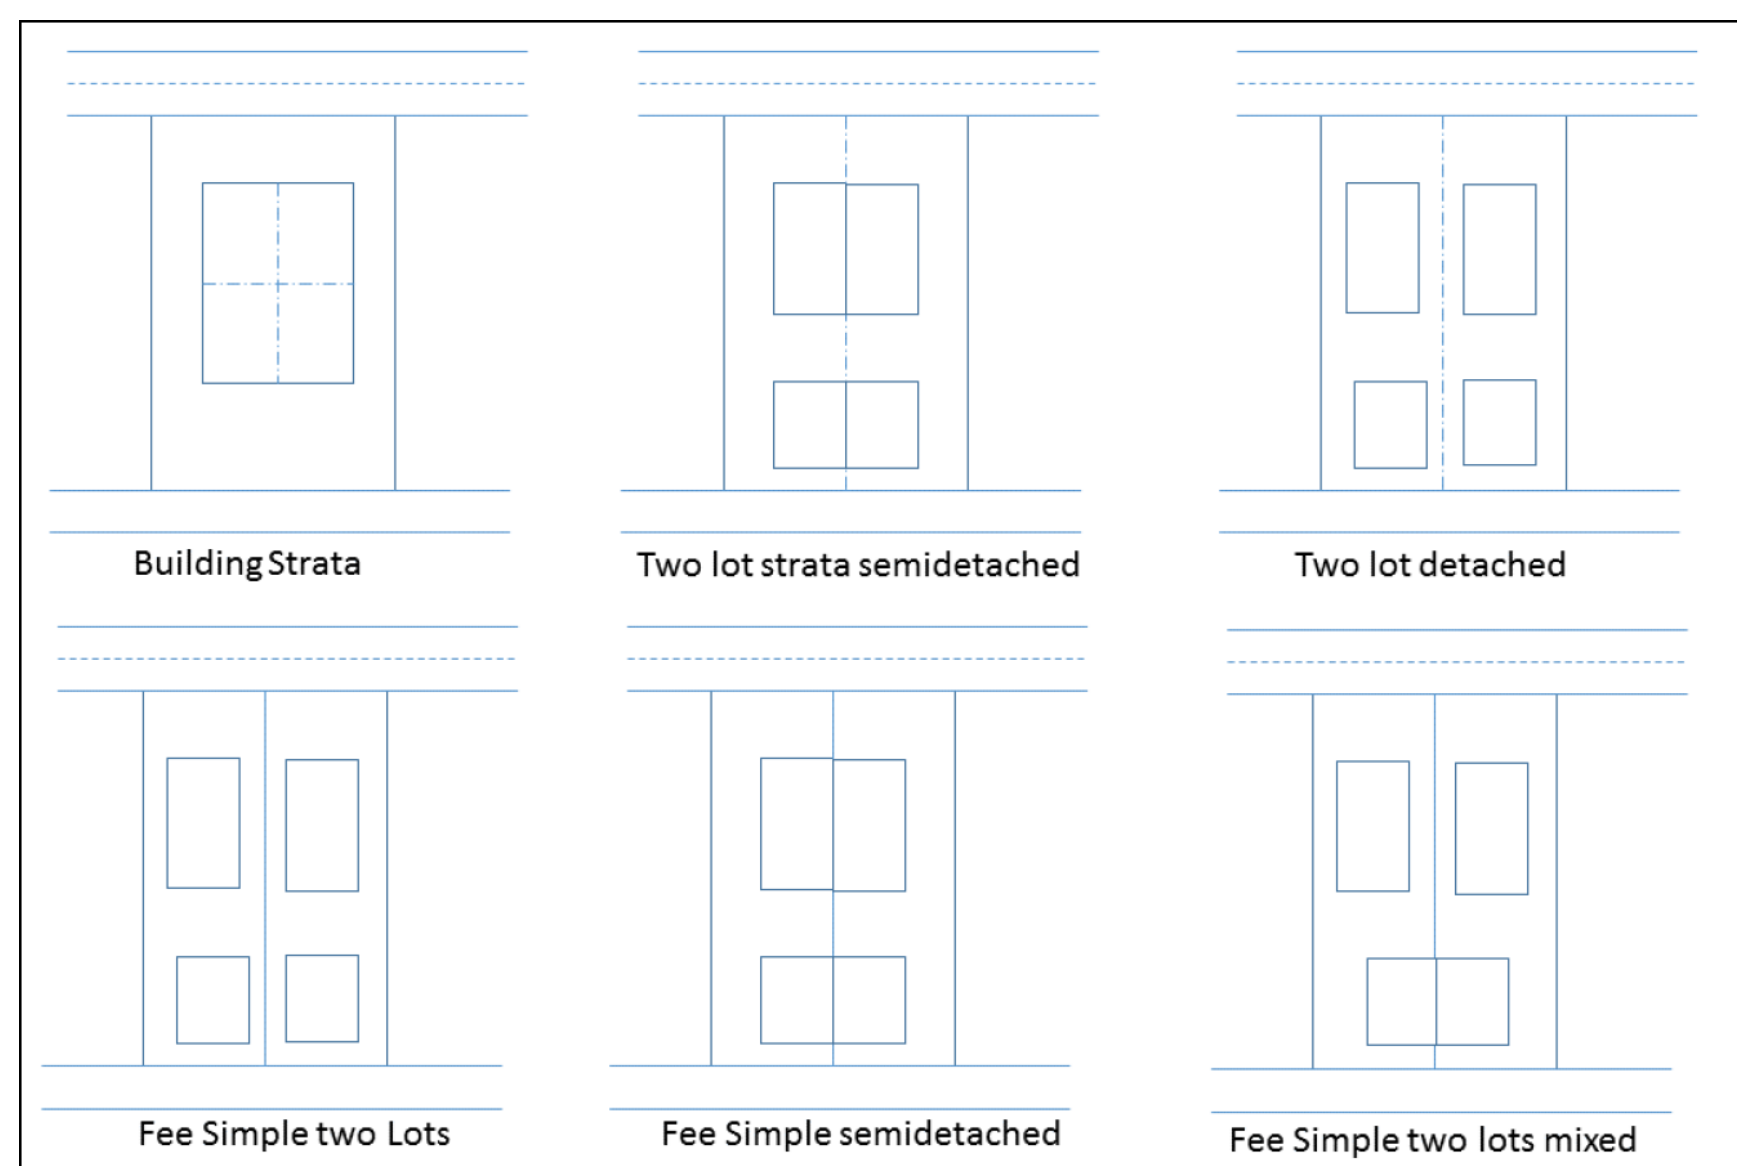 Building Strata
Two lot strata semidetached
Two lot detached
Fee Simple two Lots
Fee Simple semidetached
Fee Simple two lots mixed